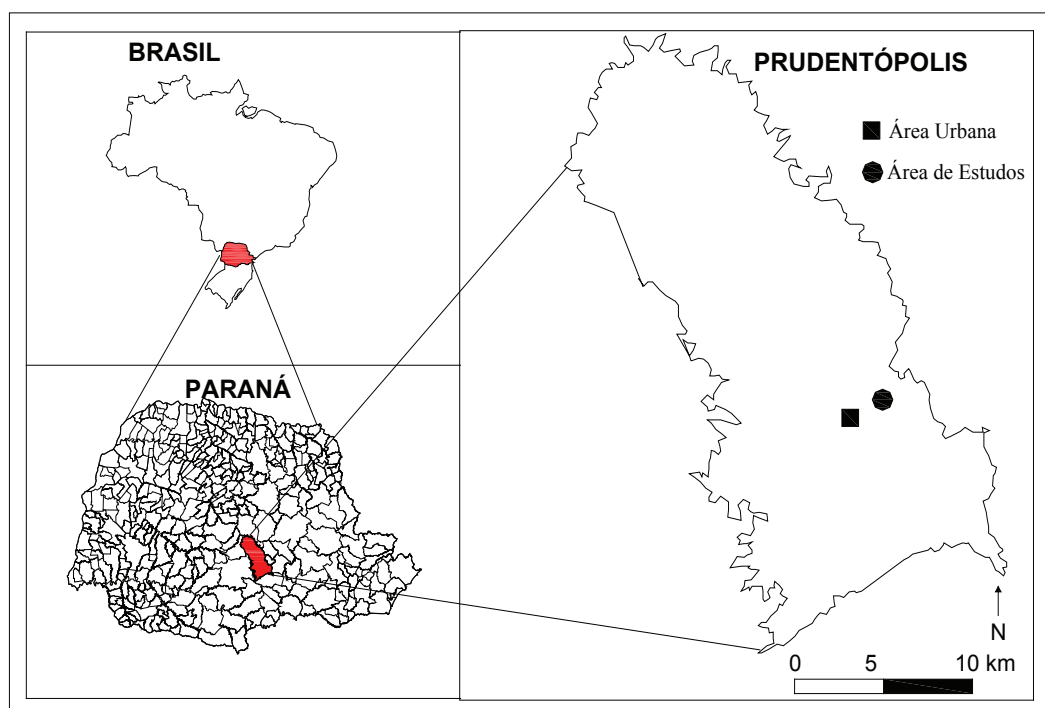 BRASIL
PARANÁ
PRUDENTÓPOLIS
Área Urbana
Área de Estudos
N
0 5 10 km